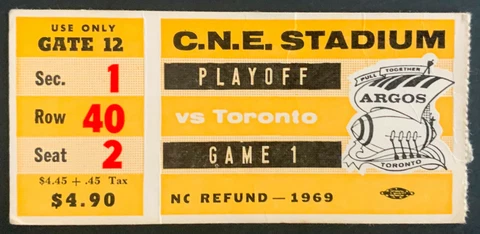 USE ONLY
GATE 12
Sec. 1
Row 40
Seat 2
$4.45 + .45 Tax
$4.90
C.N.E. STADIUM
PLAYOFF
vs Toronto
GAME 1
NO REFUND — 1969
PULL TOGETHER
ARGOS
TORONTO